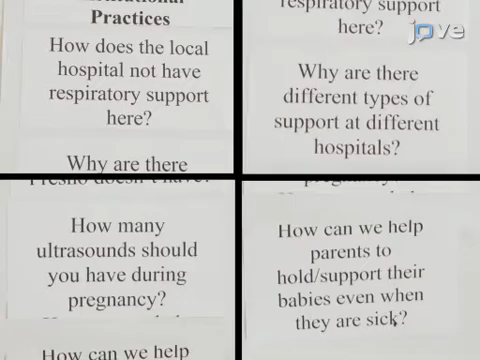 Practices
How does the local
hospital not have
respiratory support
here?
Why are there
respiratory support
here?
jove
Why are there
different types of
support at different
hospitals?
How many
ultrasounds should
you have during
pregnancy?
How can we help
How can we help
parents to
hold/support their
babies even when
they are sick?